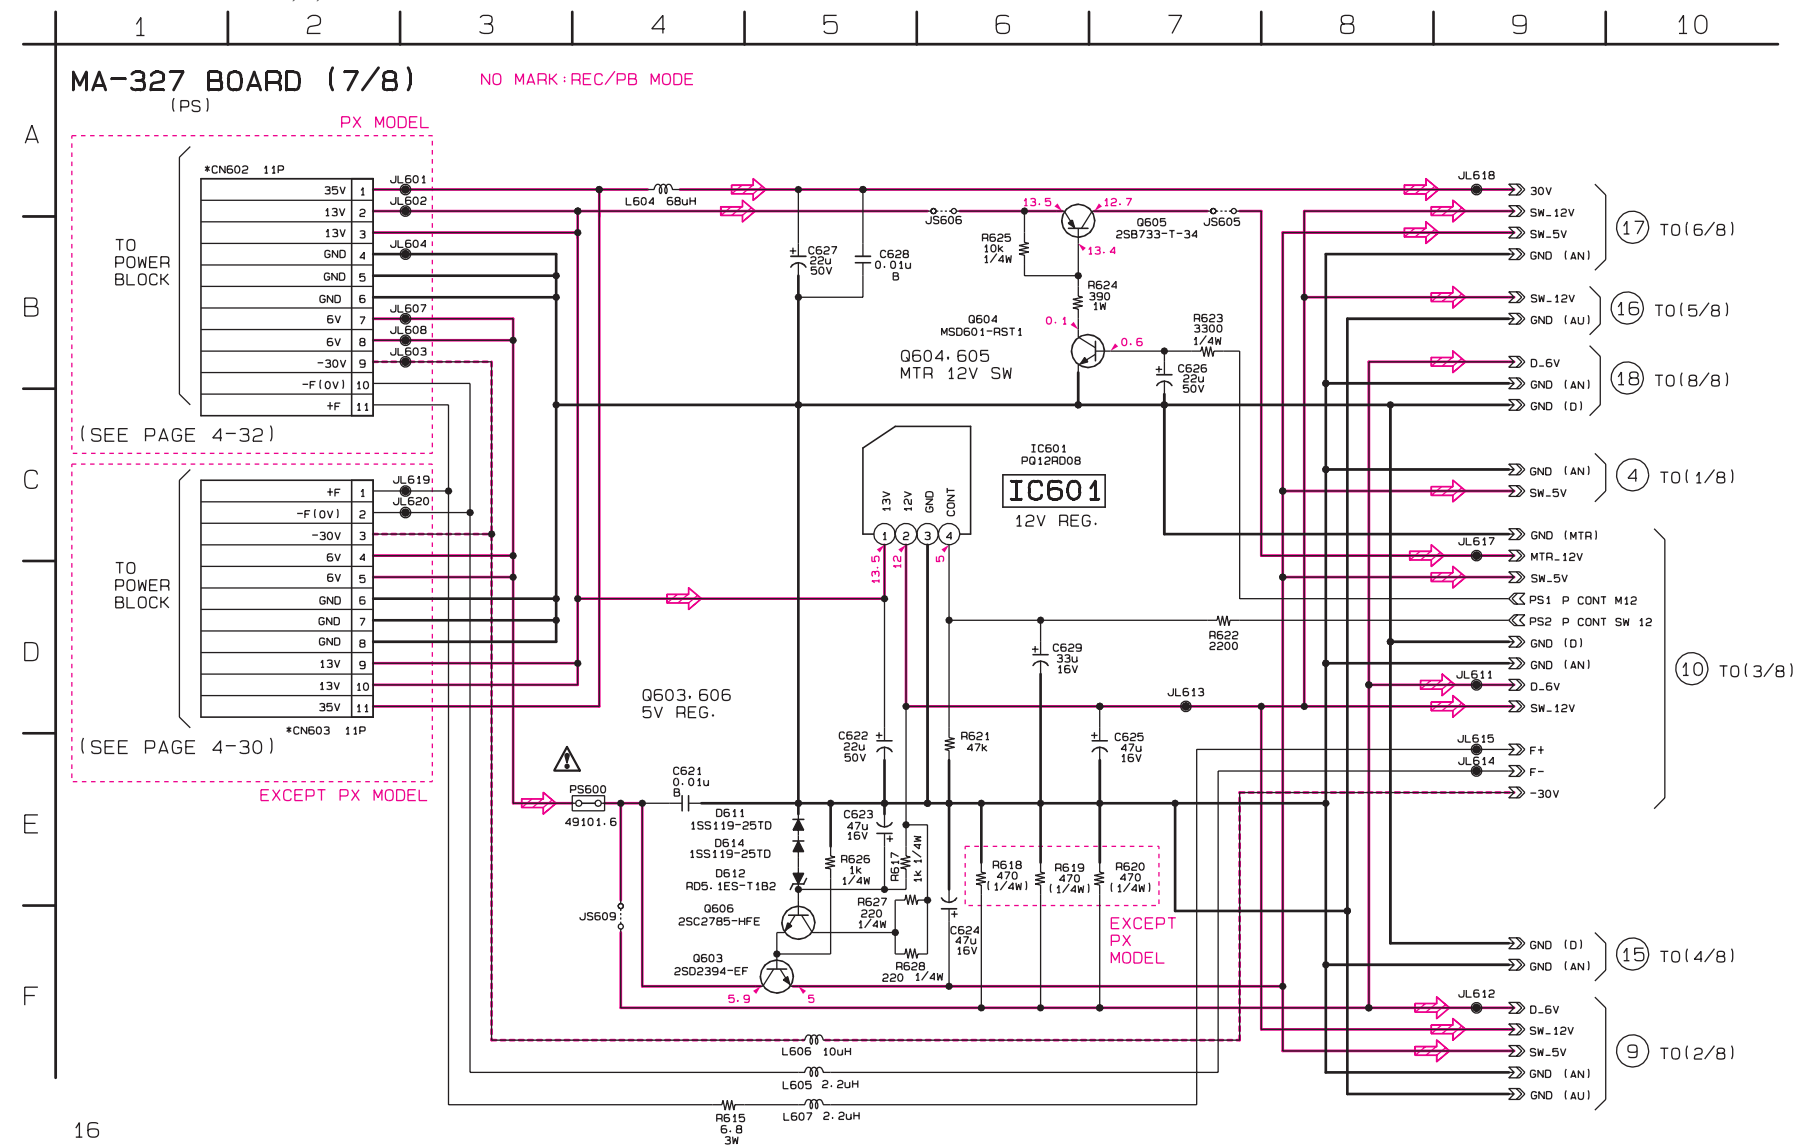 1 2 3 4 5 6 7 8 9 10
MA-327 BOARD (7/8)
(PS)
NO MARK:REC/PB MODE
A
B
C
D
E
F
PX MODEL
*CN602 11P
TO
POWER
BLOCK
35V 1
13V 2
13V 3
GND 4
GND 5
GND 6
6V 7
6V 8
-30V 9
-F(0V) 10
+F 11
JL601
JL602
JL604
JL607
JL608
JL603
(SEE PAGE 4-32)
TO
POWER
BLOCK
+F 1
-F(0V) 2
-30V 3
6V 4
6V 5
GND 6
GND 7
GND 8
13V 9
13V 10
35V 11
JL619
JL620
*CN603 11P
(SEE PAGE 4-30)
EXCEPT PX MODEL
L604 68uH
C627
22u
50V
C628
0.01u
B
JS606
13.5
12.7
13.4
Q605
2SB733-T-34
JS605
R625
10k
1/4W
R624
390
1W
Q604
MSD601-RST1
0.1
0.6
R623
3300
1/4W
C626
22u
50V
Q604,605
MTR 12V SW
IC601
PQ12RD08
IC601
12V REG.
13V
12V
GND
CONT
1 2 3 4
13.5
12
5
C629
33u
16V
R622
2200
JL613
Q603,606
5V REG.
C622
22u
50V
R621
47k
C625
47u
16V
PS600
49101.6
C621
0.01u
B
D611
1SS119-25TD
D614
1SS119-25TD
D612
RD5.1ES-T1B2
C623
47u
16V
R626
1k
1/4W
R617
1k 1/4W
R627
220
1/4W
R628
220 1/4W
C624
47u
16V
R618
470
(1/4W)
R619
470
(1/4W)
R620
470
(1/4W)
EXCEPT
PX
MODEL
JS609
Q606
2SC2785-HFE
Q603
2SD2394-EF
5.9
5
L606 10uH
L605 2.2uH
L607 2.2uH
R615
6.8
3W
JL618
30V
SW_12V
SW_5V
GND (AN)
17 TO(6/8)
SW_12V
GND (AU)
16 TO(5/8)
D_6V
GND (AN)
GND (D)
18 TO(8/8)
GND (AN)
SW_5V
4 TO(1/8)
GND (MTR)
JL617
MTR_12V
SW_5V
PS1 P CONT M12
PS2 P CONT SW 12
GND (D)
GND (AN)
JL611
D_6V
SW_12V
JL615
F+
JL614
F-
-30V
10 TO(3/8)
GND (D)
GND (AN)
15 TO(4/8)
JL612
D_6V
SW_12V
SW_5V
GND (AN)
GND (AU)
9 TO(2/8)
16